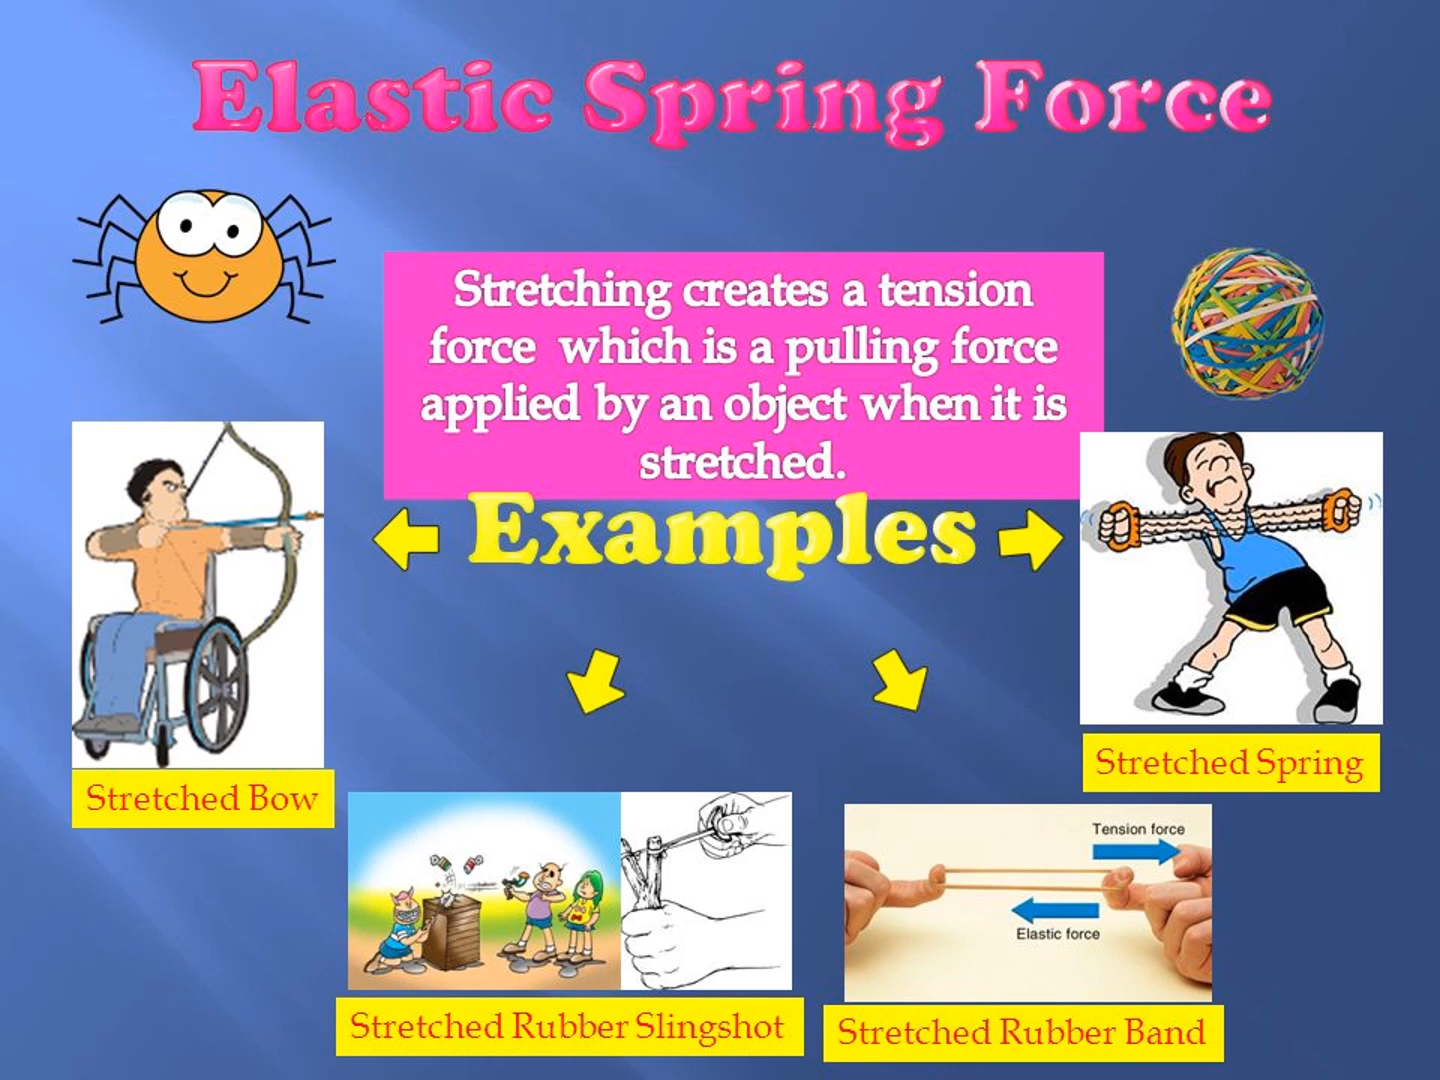 Elastic Spring Force
Stretching creates a tension
force which is a pulling force
applied by an object when it is
stretched.
Examples
Stretched Bow
Stretched Spring
Tension force
Elastic force
Stretched Rubber Slingshot
Stretched Rubber Band